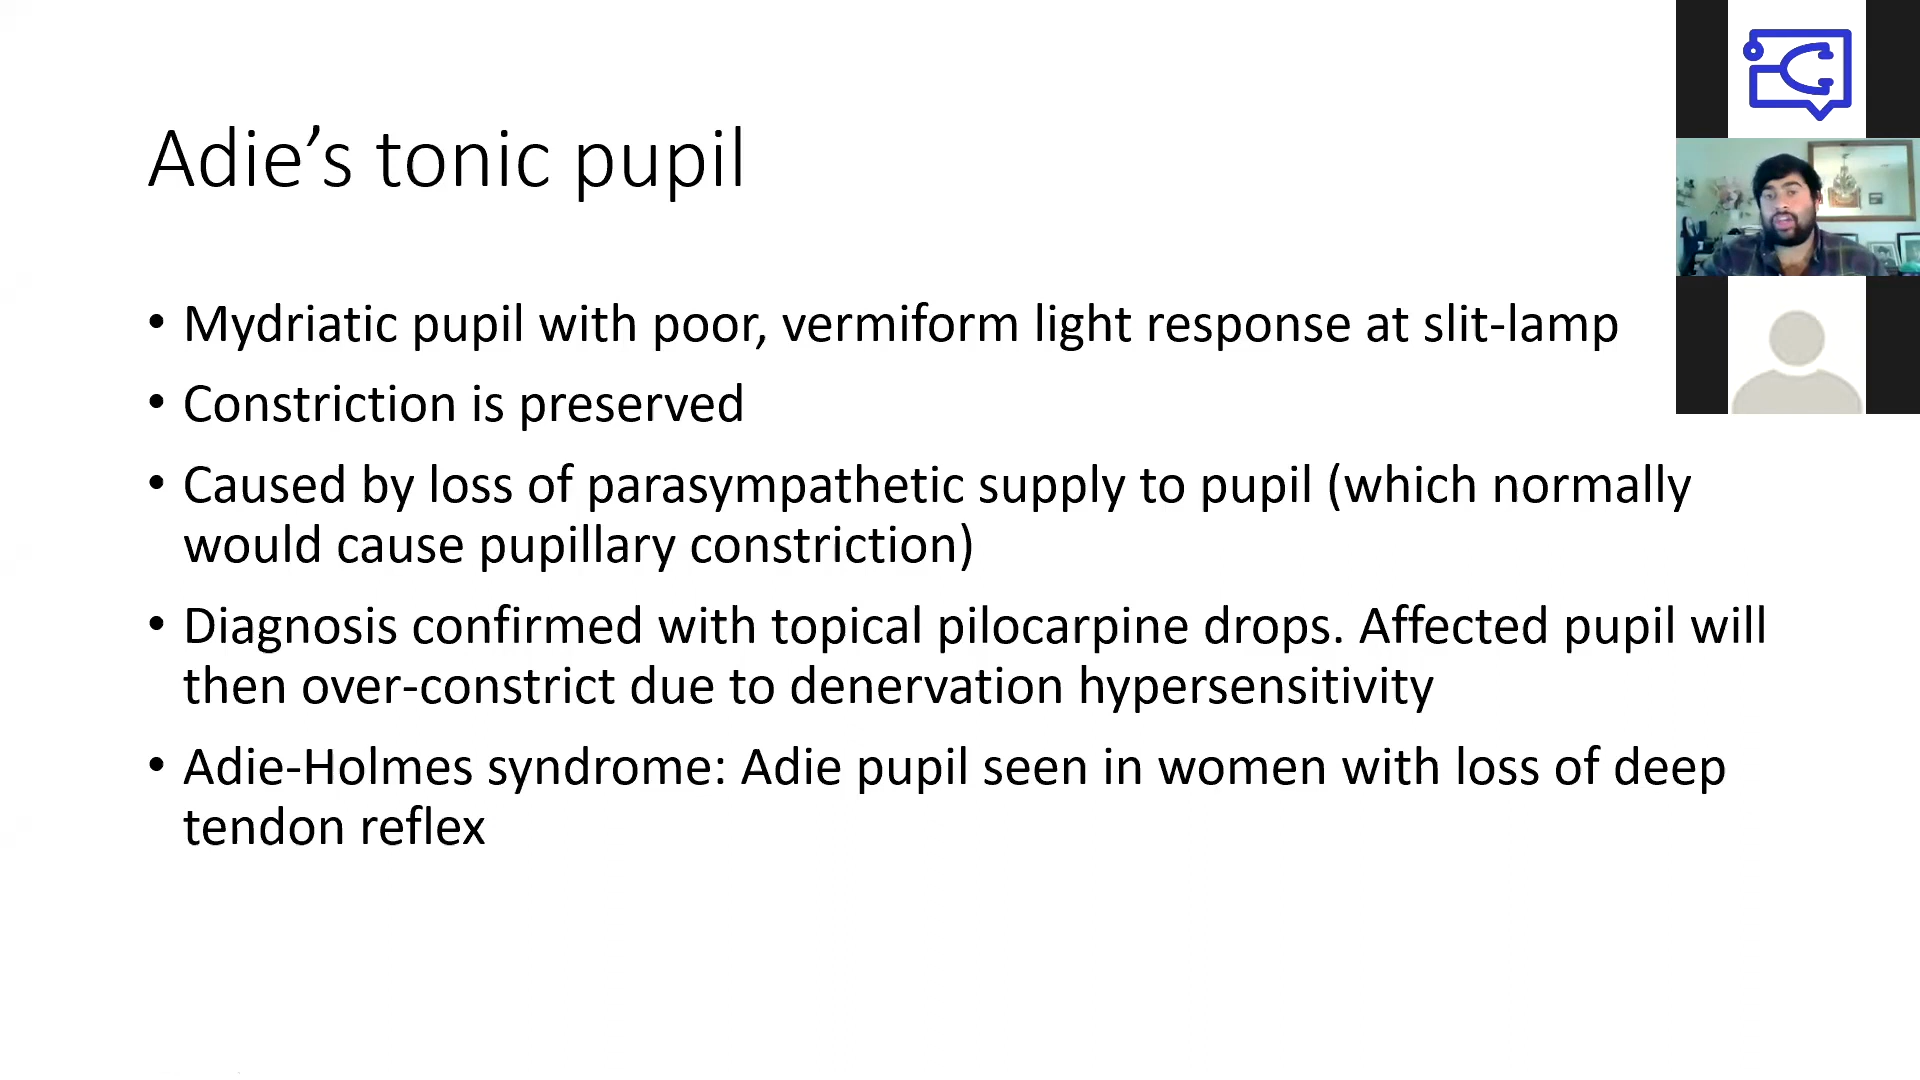 Adie’s tonic pupil
• Mydriatic pupil with poor, vermiform light response at slit-lamp
• Constriction is preserved
• Caused by loss of parasympathetic supply to pupil (which normally
would cause pupillary constriction)
• Diagnosis confirmed with topical pilocarpine drops. Affected pupil will
then over-constrict due to denervation hypersensitivity
• Adie-Holmes syndrome: Adie pupil seen in women with loss of deep
tendon reflex